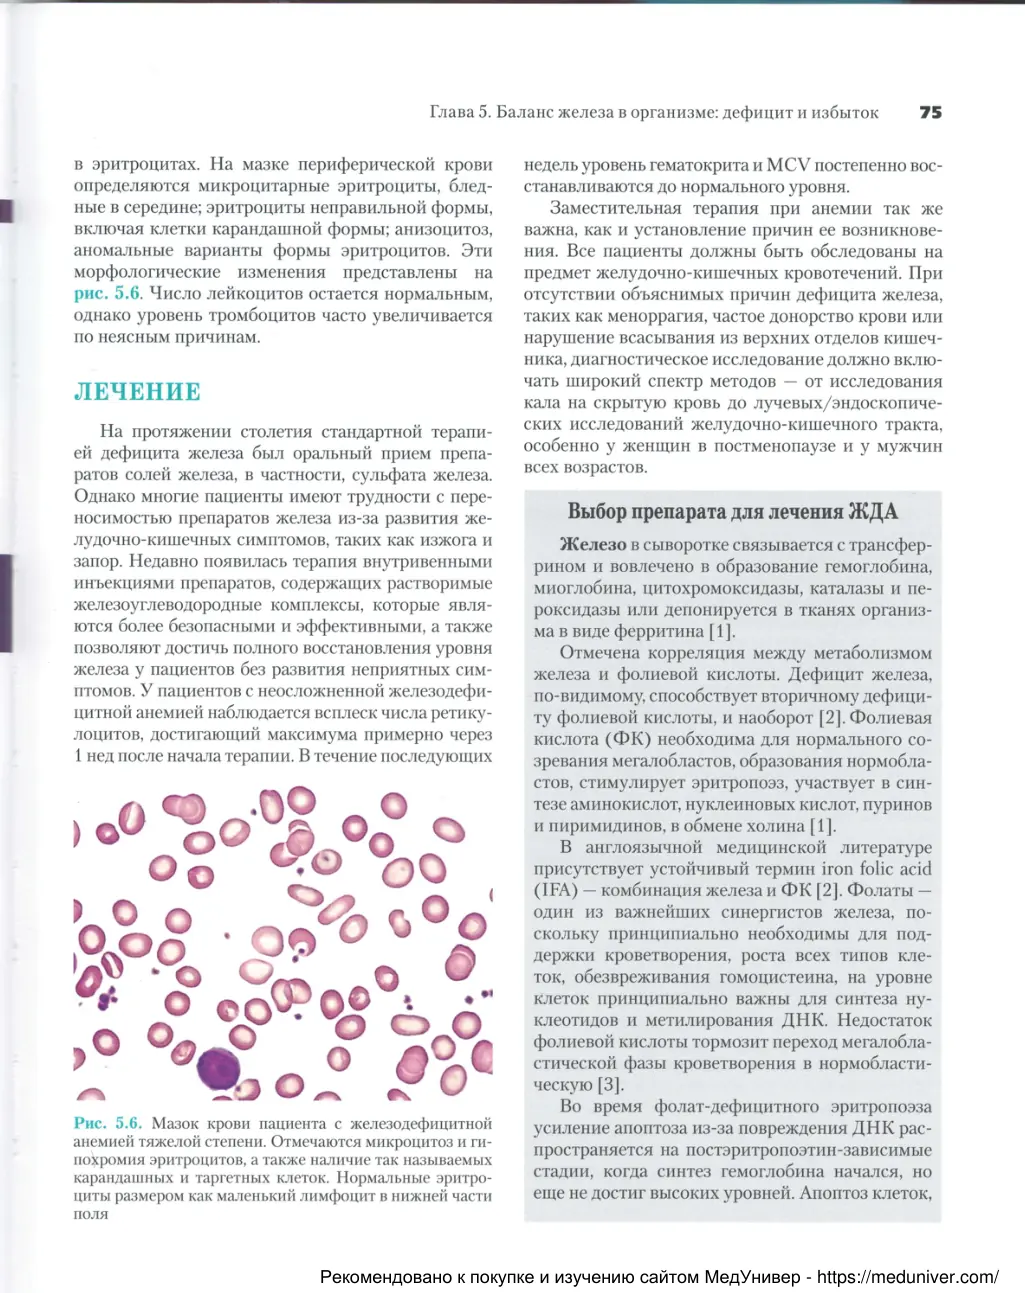 Глава 5. Баланс железа в организме: дефицит и избыток 75
в эритроцитах. На мазке периферической крови
определяются микроцитарные эритроциты, блед-
ные в середине; эритроциты неправильной формы,
включая клетки карандашной формы; анизоцитоз,
аномальные варианты формы эритроцитов. Эти
морфологические изменения представлены на
рис. 5.6. Число лейкоцитов остается нормальным,
однако уровень тромбоцитов часто увеличивается
по неясным причинам.
ЛЕЧЕНИЕ
На протяжении столетия стандартной терапи-
ей дефицита железа был оральный прием препа-
ратов солей железа, в частности, сульфата железа.
Однако многие пациенты имеют трудности с пере-
носимостью препаратов железа из-за развития же-
лудочно-кишечных симптомов, таких как изжога и
запор. Недавно появилась терапия внутривенными
инъекциями препаратов, содержащих растворимые
железоуглеводородные комплексы, которые явля-
ются более безопасными и эффективными, а также
позволяют достичь полного восстановления уровня
железа у пациентов без развития неприятных сим-
птомов. У пациентов с неосложненной железодефи-
цитной анемией наблюдается всплеск числа ретику-
лоцитов, достигающий максимума примерно через
1 нед после начала терапии. В течение последующих
Рис. 5.6. Мазок крови пациента с железодефицитной
анемией тяжелой степени. Отмечаются микроцитоз и ги-
похромия эритроцитов, а также наличие так называемых
карандашных и таргетных клеток. Нормальные эритро-
циты размером как маленький лимфоцит в нижней части
поля
недель уровень гематокрита и MCV постепенно вос-
станавливаются до нормального уровня.
Заместительная терапия при анемии так же
важна, как и установление причин ее возникнове-
ния. Все пациенты должны быть обследованы на
предмет желудочно-кишечных кровотечений. При
отсутствии объяснимых причин дефицита железа,
таких как меноррагия, частое донорство крови или
нарушение всасывания из верхних отделов кишеч-
ника, диагностическое исследование должно вклю-
чать широкий спектр методов — от исследования
кала на скрытую кровь до лучевых/эндоскопиче-
ских исследований желудочно-кишечного тракта,
особенно у женщин в постменопаузе и у мужчин
всех возрастов.
Выбор препарата для лечения ЖДА
Железо в сыворотке связывается с трансфер-
рином и вовлечено в образование гемоглобина,
миоглобина, цитохромоксидазы, каталазы и пе-
роксидазы или депонируется в тканях организ-
ма в виде ферритина [1].
Отмечена корреляция между метаболизмом
железа и фолиевой кислоты. Дефицит железа,
по-видимому, способствует вторичному дефици-
ту фолиевой кислоты, и наоборот [2]. Фолиевая
кислота (ФК) необходима для нормального со-
зревания мегалобластов, образования нормобла-
стов, стимулирует эритропоэз, участвует в син-
тезе аминокислот, нуклеиновых кислот, пуринов
и пиримидинов, в обмене холина [1].
В англоязычной медицинской литературе
присутствует устойчивый термин iron folic acid
(IFA) — комбинация железа и ФК [2]. Фолаты —
один из важнейших синергистов железа, по-
скольку принципиально необходимы для под-
держки кроветворения, роста всех типов кле-
ток, обезвреживания гомоцистеина, на уровне
клеток принципиально важны для синтеза ну-
клеотидов и метилирования ДНК. Недостаток
фолиевой кислоты тормозит переход мегалобла-
стической фазы кроветворения в нормобласти-
ческую [3].
Во время фолат-дефицитного эритропоэза
усиление апоптоза из-за повреждения ДНК рас-
пространяется на постэритропоэтин-зависимые
стадии, когда синтез гемоглобина начался, но
еще не достиг высоких уровней. Апоптоз клеток,
Рекомендовано к покупке и изучению сайтом МедУнивер - https://meduniver.com/